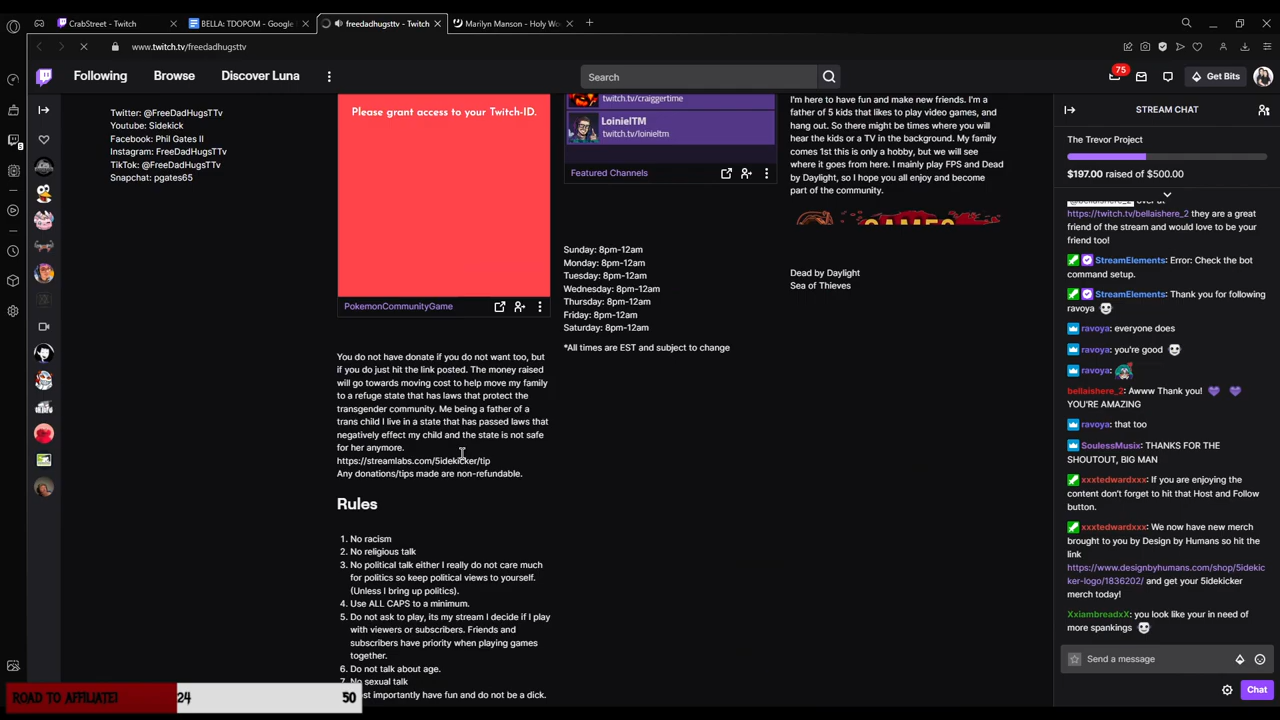 CrabStreet - Twitch
BELLA: TDOPOM - Google
freedadhugsttv - Twitch
Marilyn Manson - Holy Wo
www.twitch.tv/freedadhugsttv
Following
Browse
Discover Luna
Search
75
Get Bits
Twitter: @FreeDadHugsTTv
Youtube: Sidekick
Facebook: Phil Gates II
Instagram: FreeDadHugsTTv
TikTok: @FreeDadHugsTTv
Snapchat: pgates65
Please grant access to your Twitch-ID.
PokemonCommunityGame
You do not have donate if you do not want too, but
if you do just hit the link posted. The money raised
will go towards moving cost to help move my family
to a refuge state that has laws that protect the
transgender community. Me being a father of a
trans child I live in a state that has passed laws that
negatively effect my child and the state is not safe
for her anymore.
https://streamlabs.com/5idekicker/tip
Any donations/tips made are non-refundable.
Rules
1. No racism
2. No religious talk
3. No political talk either I really do not care much
for politics so keep political views to yourself.
(Unless I bring up politics).
4. Use ALL CAPS to a minimum.
5. Do not ask to play, its my stream I decide if I play
with viewers or subscribers. Friends and
subscribers have priority when playing games
together.
6. Do not talk about age.
7. No sexual talk
st importantly have fun and do not be a dick.
twitch.tv/craiggertime
LoinielTM
twitch.tv/loinieltm
Featured Channels
Sunday: 8pm-12am
Monday: 8pm-12am
Tuesday: 8pm-12am
Wednesday: 8pm-12am
Thursday: 8pm-12am
Friday: 8pm-12am
Saturday: 8pm-12am
*All times are EST and subject to change
I'm here to have fun and make new friends. I'm a
father of 5 kids that likes to play video games, and
hang out. So there might be times where you will
hear the kids or a TV in the background. My family
comes 1st this is only a hobby, but we will see
where it goes from here. I mainly play FPS and Dead
by Daylight, so I hope you all enjoy and become
part of the community.
GAMES
Dead by Daylight
Sea of Thieves
STREAM CHAT
The Trevor Project
$197.00 raised of $500.00
@bellaishere_2 over at
https://twitch.tv/bellaishere_2 they are a great
friend of the stream and would love to be your
friend too!
StreamElements: Error: Check the bot
command setup.
StreamElements: Thank you for following
ravoya
ravoya: everyone does
ravoya: you're good
ravoya:
bellaishere_2: Awww Thank you!
YOU'RE AMAZING
ravoya: that too
SoulessMusix: THANKS FOR THE
SHOUTOUT, BIG MAN
xxxtedwardxxx: If you are enjoying the
content don't forget to hit that Host and Follow
button.
xxxtedwardxxx: We now have new merch
brought to you by Design by Humans so hit the
link
https://www.designbyhumans.com/shop/5idekic
ker-logo/1836202/ and get your 5idekicker
merch today!
XxiambreadxX: you look like your in need of
more spankings
Send a message
Chat
ROAD TO AFFILIATE!
24
50